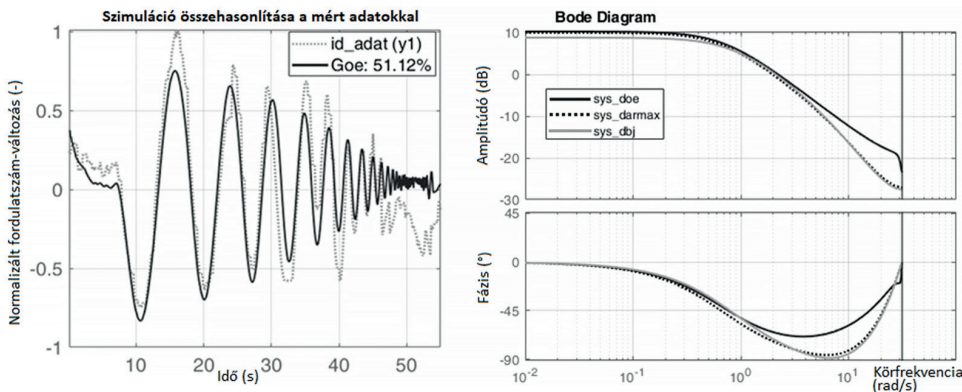 Szimuláció összehasonlítása a mért adatokkal
Normalizált fordulatszám-változás (-)
1
0.5
0
-0.5
-1
id_adat (y1)
Goe: 51.12%
0
10
20
30
40
50
Idő (s)
Bode Diagram
Amplitúdó (dB)
10
0
-10
-20
-30
sys_doe
sys_darmax
sys_dbj
Fázis (°)
45
0
-45
-90
10-2
10-1
100
101
Körfrekvencia
(rad/s)